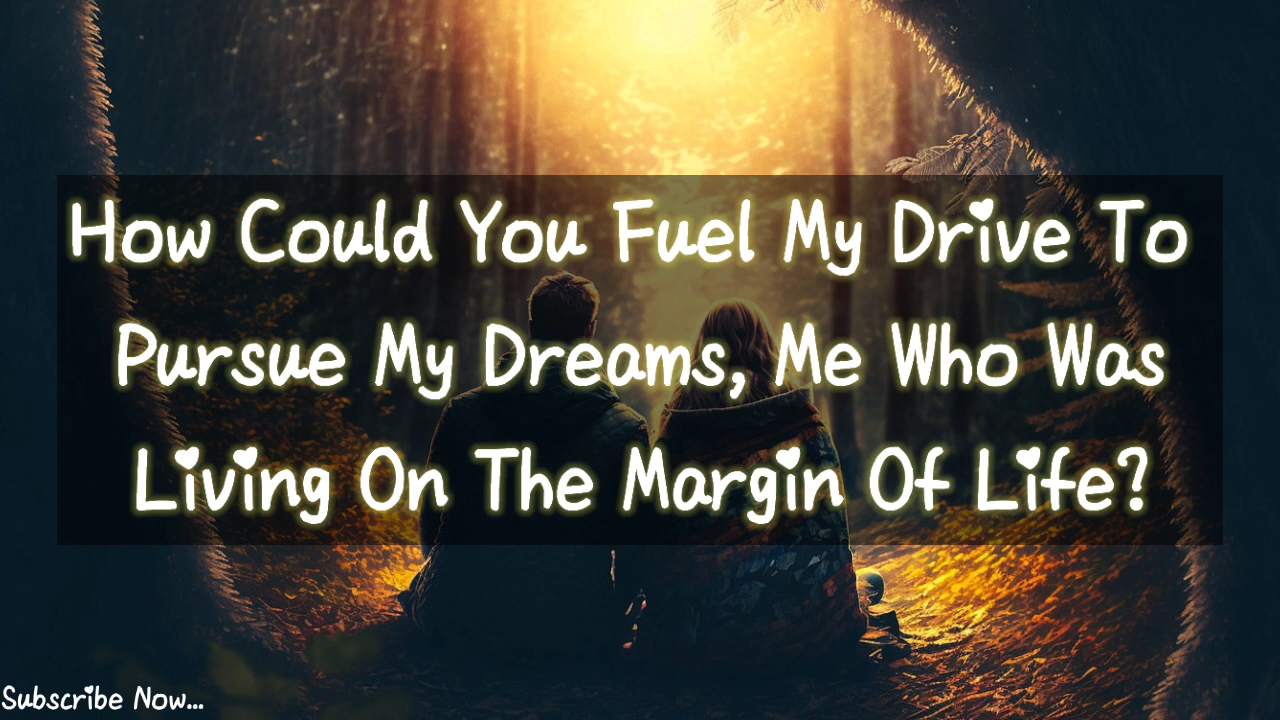 How Could You Fuel My Drive To
Pursue My Dreams, Me Who Was
Living On The Margin Of Life?
Subscribe Now...